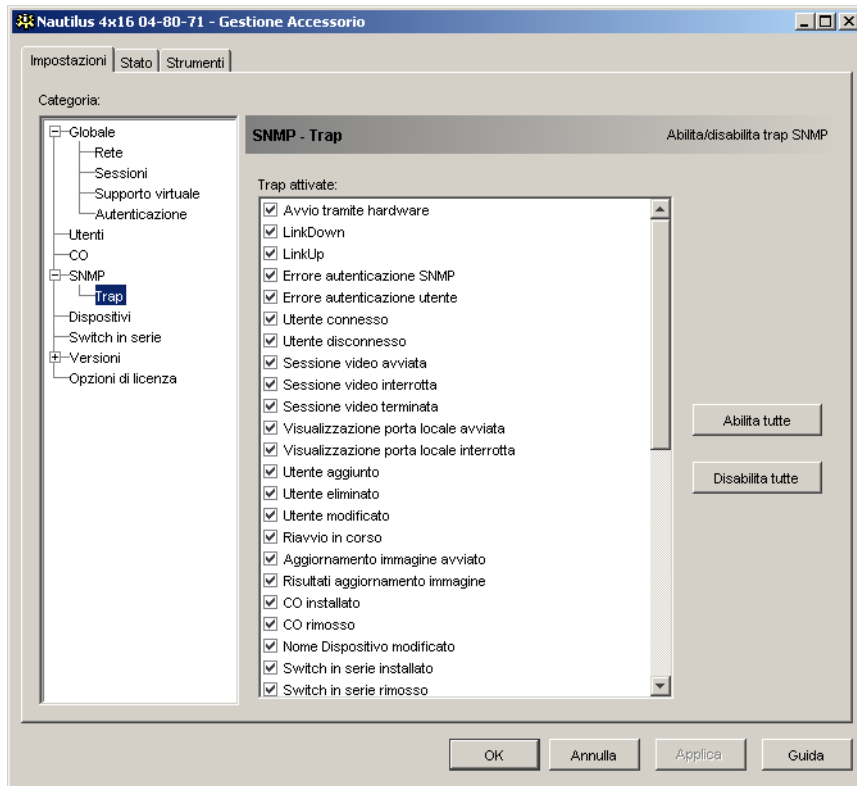 Nautilus 4x16 04-80-71 - Gestione Accessorio
Impostazioni Stato Strumenti
Categoria:
Globale
Rete
Sessioni
Supporto virtuale
Autenticazione
Utenti
CO
SNMP
Trap
Dispositivi
Switch in serie
Versioni
Opzioni di licenza
SNMP - Trap Abilita/disabilita trap SNMP
Trap attivate:
Avvio tramite hardware
LinkDown
LinkUp
Errore autenticazione SNMP
Errore autenticazione utente
Utente connesso
Utente disconnesso
Sessione video avviata
Sessione video interrotta
Sessione video terminata
Visualizzazione porta locale avviata
Visualizzazione porta locale interrotta
Utente aggiunto
Utente eliminato
Utente modificato
Riavvio in corso
Aggiornamento immagine avviato
Risultati aggiornamento immagine
CO installato
CO rimosso
Nome Dispositivo modificato
Switch in serie installato
Switch in serie rimosso
Abilita tutte
Disabilita tutte
OK Annulla Applica Guida